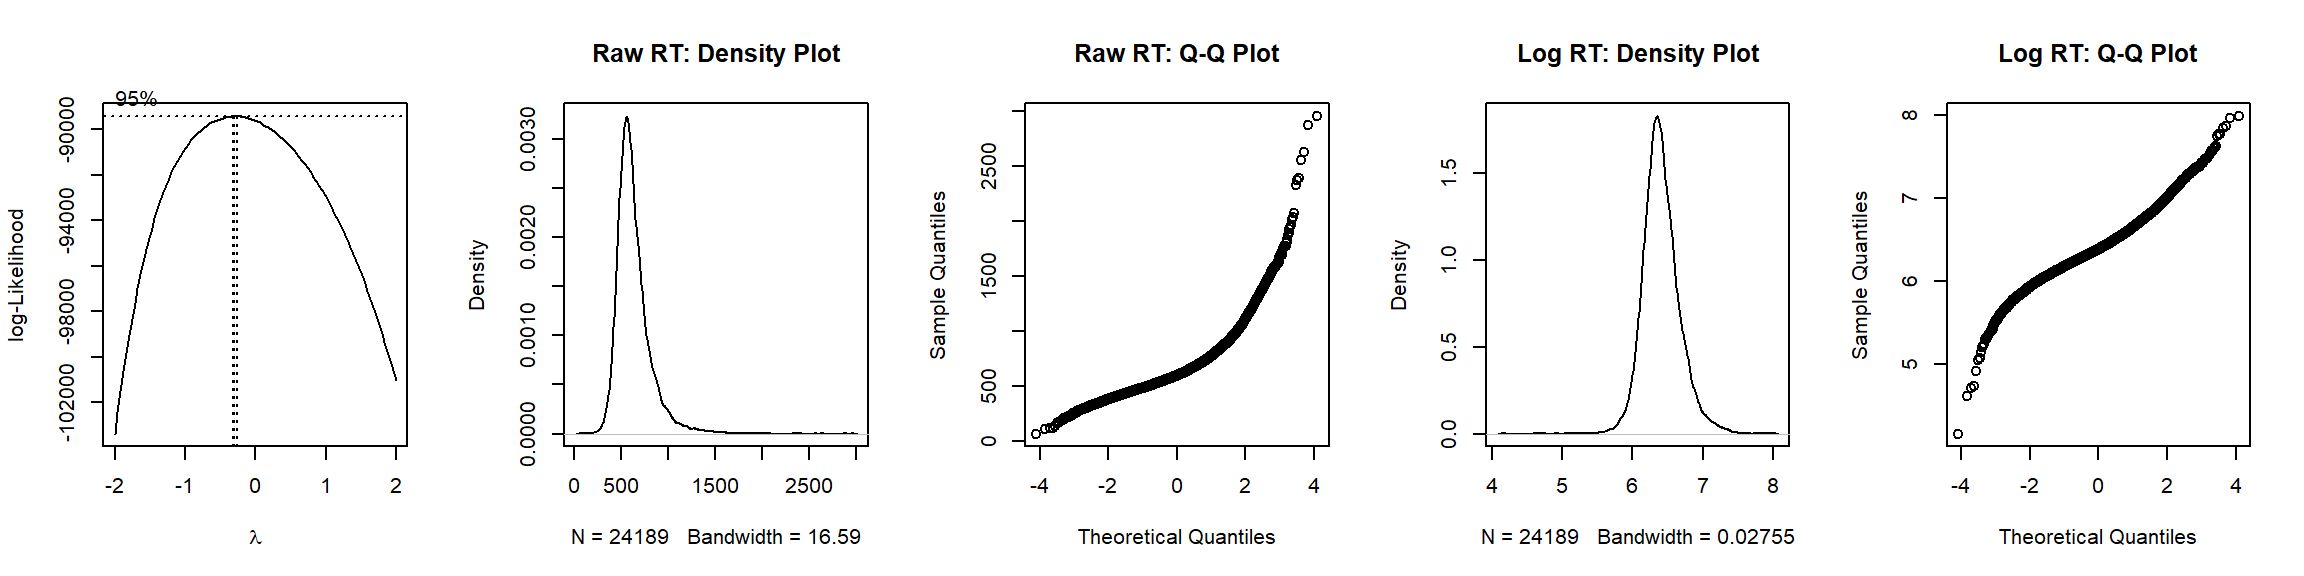 95%
log-Likelihood
-102000 -98000 -94000 -90000
-2 -1 0 1 2
λ
Raw RT: Density Plot
Density
0.0000 0.0010 0.0020 0.0030
0 500 1500 2500
N = 24189 Bandwidth = 16.59
Raw RT: Q-Q Plot
Sample Quantiles
0 500 1500 2500
-4 -2 0 2 4
Theoretical Quantiles
Log RT: Density Plot
Density
0.0 0.5 1.0 1.5
4 5 6 7 8
N = 24189 Bandwidth = 0.02755
Log RT: Q-Q Plot
Sample Quantiles
5 6 7 8
-4 -2 0 2 4
Theoretical Quantiles